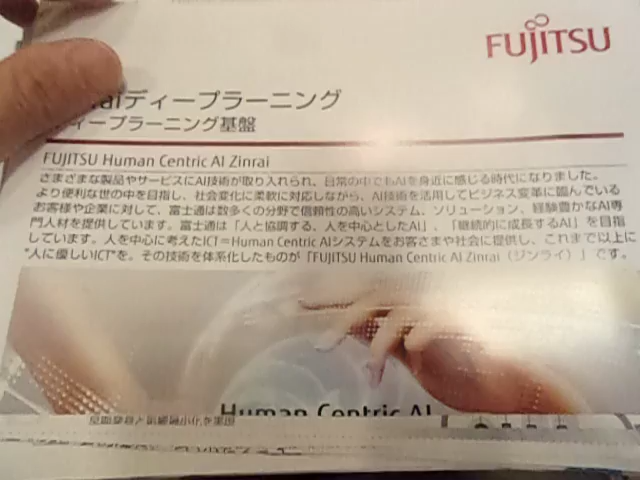 FUJITSU
aiディープラーニング
ディープラーニング基盤
FUJITSU Human Centric AI Zinrai
さまざまな製品やサービスにAI技術が取り入れられ、日常の中でもAIを身近に感じる時代になりました。
より便利な世の中を目指し、社会変化に柔軟に対応しながら、AI技術を活用してビジネス変革に臨んでいる
お客様や企業に対して、富士通は数多くの分野で信頼性の高いシステム、ソリューション、経験豊かなAI専
門人材を提供しています。富士通は「人と協調する、人を中心としたAI」、「継続的に成長するAI」を目指
しています。人を中心に考えたICT＝Human Centric AIシステムをお客さまや社会に提供し、これまで以上に
"人に優しいICT"を。その技術を体系化したものが「FUJITSU Human Centric AI Zinrai（ジンライ）」です。
Human Centric AI